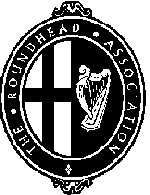 THE • ROUNDHEAD • ASSOCIATION